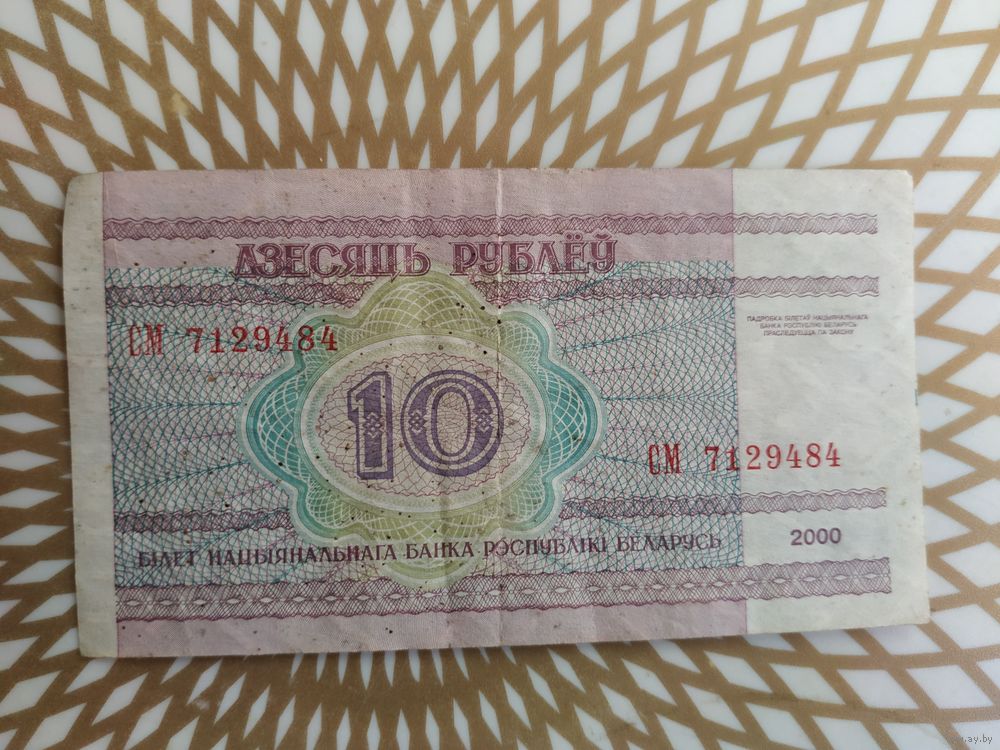 ДЗЕСЯЦЬ РУБЛЁЎ
ПАДРОБКА БІЛЕТАЎ НАЦЫЯНАЛЬНАГА
БАНКА РЭСПУБЛІКІ БЕЛАРУСЬ
ПРАСЛЕДУЕЦЦА ПА ЗАКОНУ
СМ 7129484
10
СМ 7129484
2000
БІЛЕТ НАЦЫЯНАЛЬНАГА БАНКА РЭСПУБЛІКІ БЕЛАРУСЬ